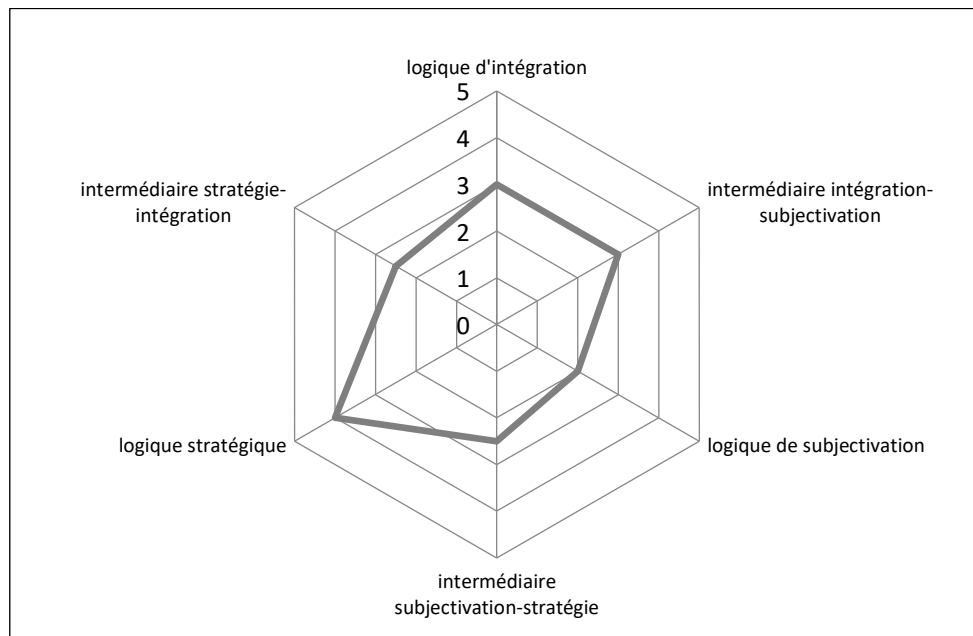 logique d'intégration
5
4
3
2
1
0
intermédiaire intégration-
subjectivation
logique de subjectivation
intermédiaire
subjectivation-stratégie
logique stratégique
intermédiaire stratégie-
intégration